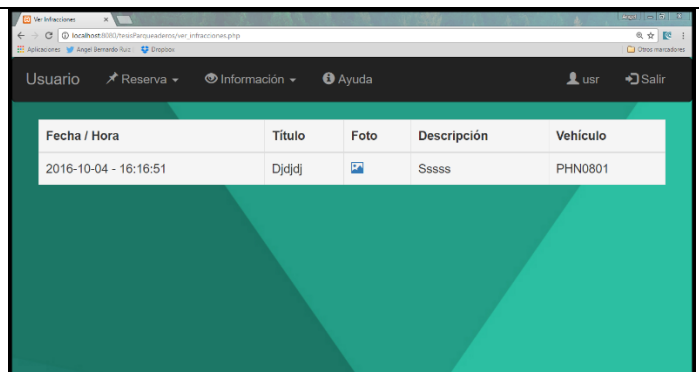 Ver Infracciones
localhost:8080/tesisParqueaderos/ver_infracciones.php
Aplicaciones Angel Bernardo Ruiz Dropbox Otros marcadores
Usuario Reserva Información Ayuda usr Salir
Fecha / Hora Título Foto Descripción Vehículo
2016-10-04 - 16:16:51 Djdjdj Sssss PHN0801